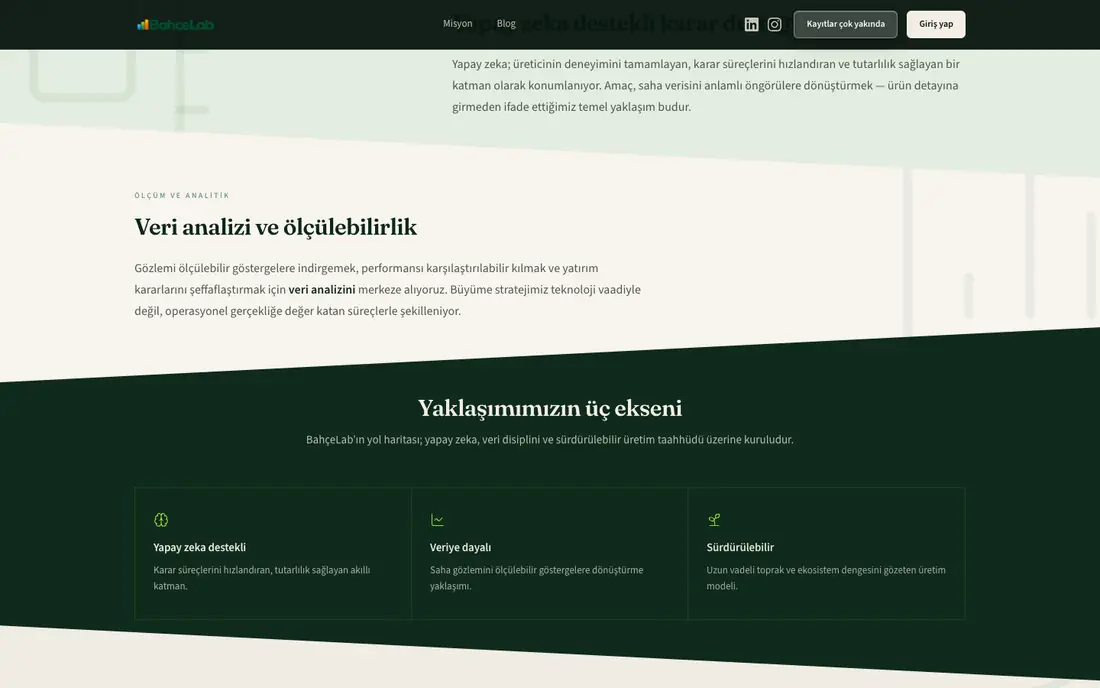 BahçeLab
Misyon
Blog
Kayıtlar çok yakında
Giriş yap
Yapay zeka destekli karar
Yapay zeka; üreticinin deneyimini tamamlayan, karar süreçlerini hızlandıran ve tutarlılık sağlayan bir
katman olarak konumlanıyor. Amaç, saha verisini anlamlı öngörülere dönüştürmek — ürün detayına
girmeden ifade ettiğimiz temel yaklaşım budur.
ÖLÇÜM VE ANALİTİK
Veri analizi ve ölçülebilirlik
Gözlemi ölçülebilir göstergelere indirgemek, performansı karşılaştırılabilir kılmak ve yatırım
kararlarını şeffaflaştırmak için veri analizini merkeze alıyoruz. Büyüme stratejimiz teknoloji vaadiyle
değil, operasyonel gerçekliğe değer katan süreçlerle şekilleniyor.
Yaklaşımımızın üç ekseni
BahçeLab'ın yol haritası; yapay zeka, veri disiplini ve sürdürülebilir üretim taahhüdü üzerine kuruludur.
Yapay zeka destekli
Karar süreçlerini hızlandıran, tutarlılık sağlayan akıllı
katman.
Veriye dayalı
Saha gözlemini ölçülebilir göstergelere dönüştürme
yaklaşımı.
Sürdürülebilir
Uzun vadeli toprak ve ekosistem dengesini gözeten üretim
modeli.